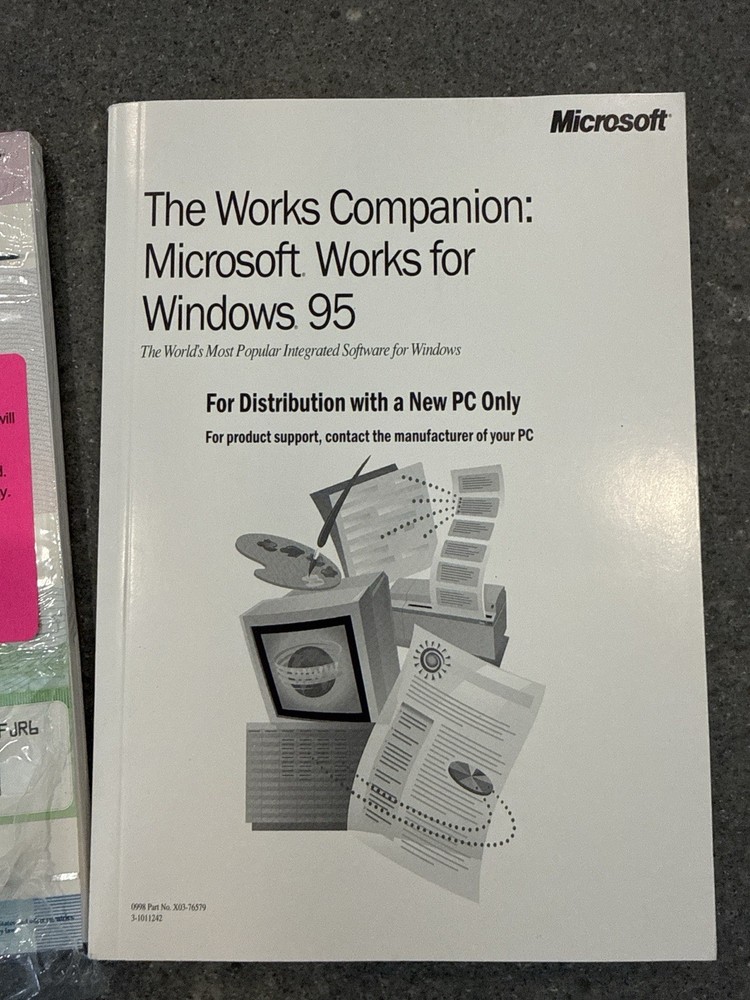 Microsoft®
The Works Companion:
Microsoft® Works for
Windows® 95
The World's Most Popular Integrated Software for Windows
For Distribution with a New PC Only
For product support, contact the manufacturer of your PC
0998 Part No. X03-76579
3-1011242
will
d.
y.
FJR6